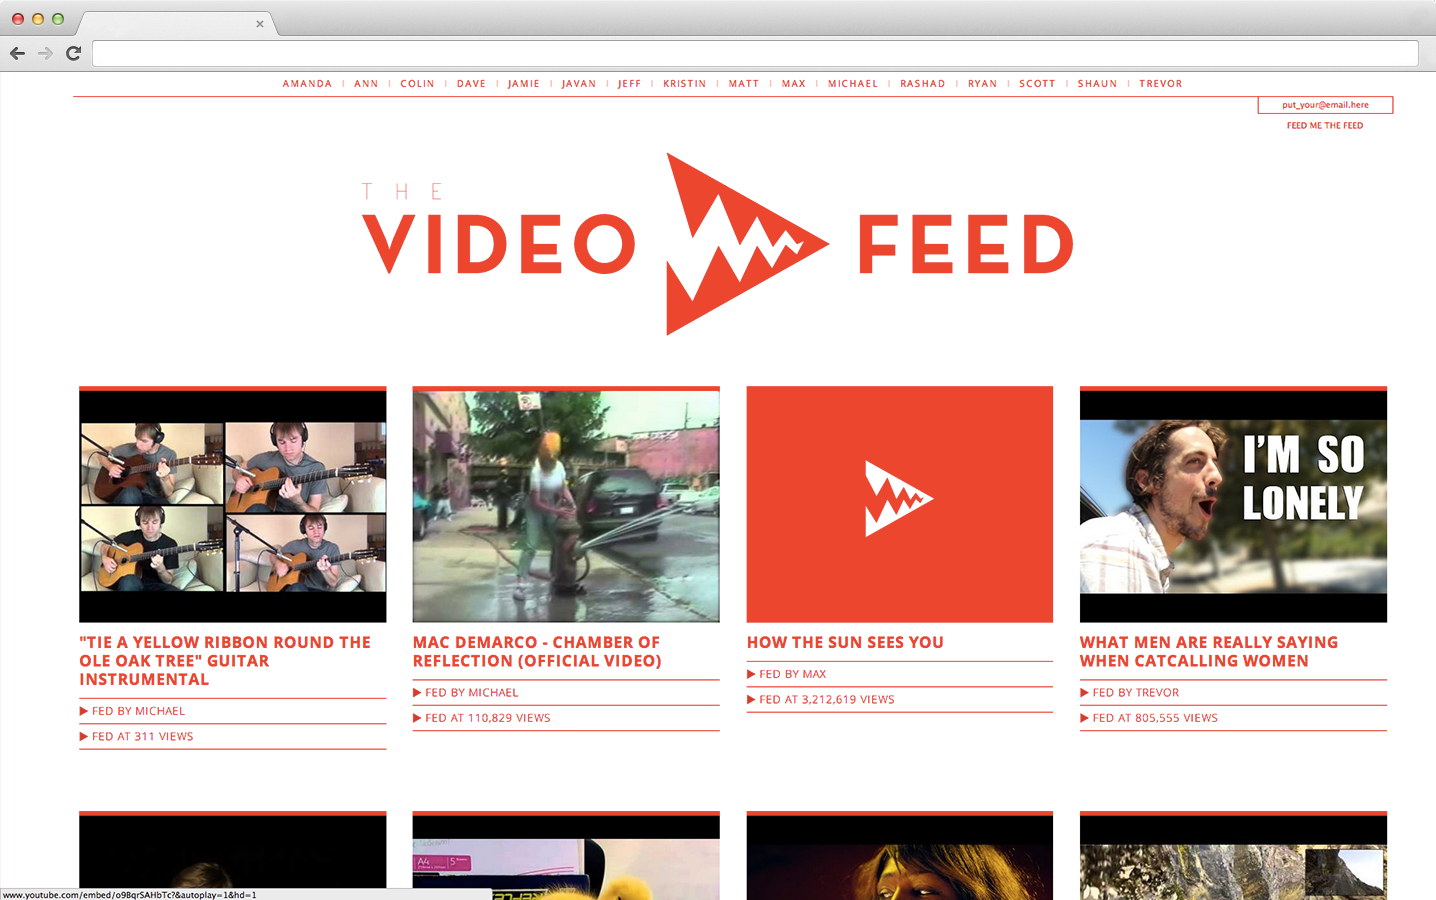 AMANDA | ANN | COLIN | DAVE | JAMIE | JAVAN | JEFF | KRISTIN | MATT | MAX | MICHAEL | RASHAD | RYAN | SCOTT | SHAUN | TREVOR
put_your@email.here
FEED ME THE FEED
THE
VIDEO FEED
I'M SO
LONELY
"TIE A YELLOW RIBBON ROUND THE
OLE OAK TREE" GUITAR
INSTRUMENTAL
FED BY MICHAEL
FED AT 311 VIEWS
MAC DEMARCO - CHAMBER OF
REFLECTION (OFFICIAL VIDEO)
FED BY MICHAEL
FED AT 110,829 VIEWS
HOW THE SUN SEES YOU
FED BY MAX
FED AT 3,212,619 VIEWS
WHAT MEN ARE REALLY SAYING
WHEN CATCALLING WOMEN
FED BY TREVOR
FED AT 805,555 VIEWS
A4
5
www.youtube.com/embed/o9BqrSAHbTc?&autoplay=1&hd=1